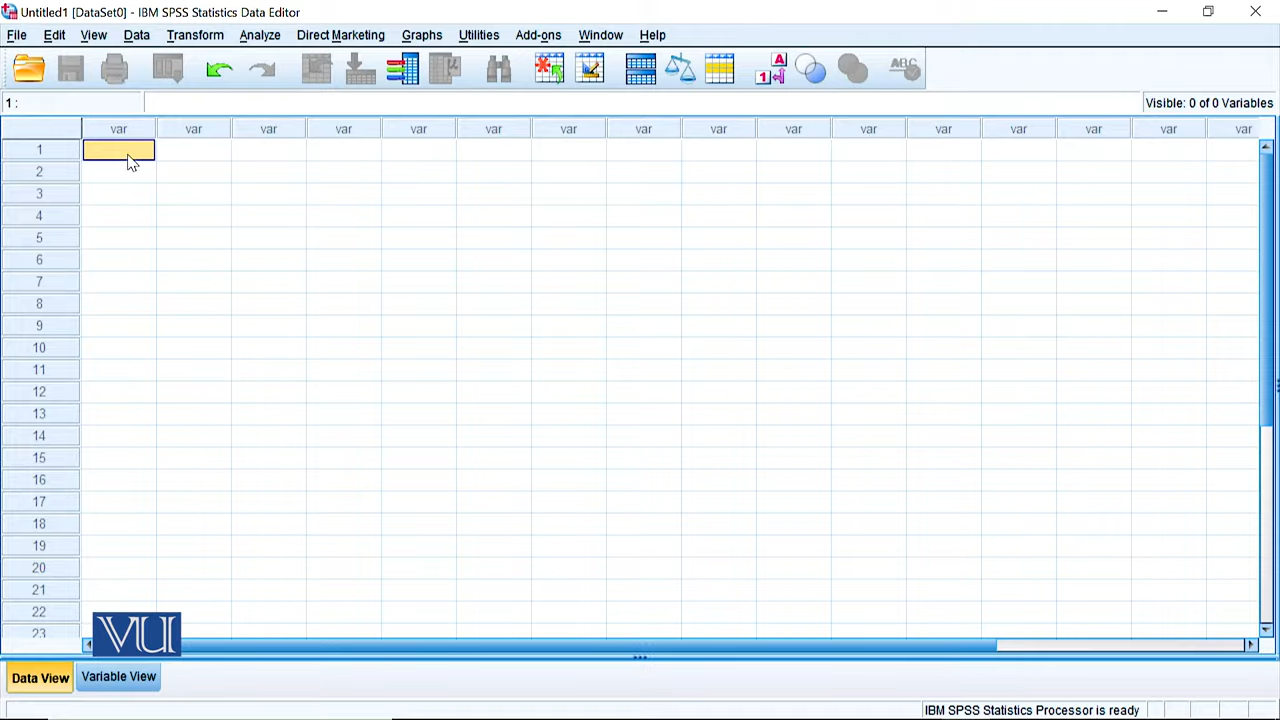 Untitled1 [DataSet0] - IBM SPSS Statistics Data Editor
File Edit View Data Transform Analyze Direct Marketing Graphs Utilities Add-ons Window Help
A
1
ABC
1 : Visible: 0 of 0 Variables
var var var var var var var var var var var var var var var var
1
2
3
4
5
6
7
8
9
10
11
12
13
14
15
16
17
18
19
20
21
22
23
VU
Data View Variable View
IBM SPSS Statistics Processor is ready